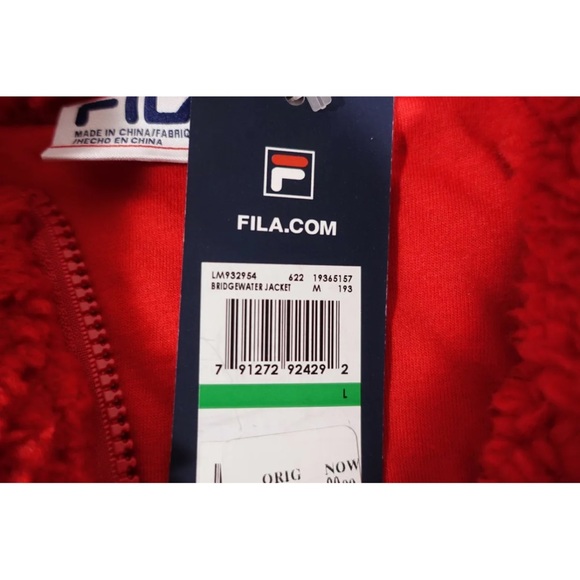 FILA
MADE IN CHINA/FABRIQ
/HECHO EN CHINA
F
FILA.COM
LM932954 622 19365157
BRIDGEWATER JACKET M 193
7 91272 92429 2
L
ORIG NOW